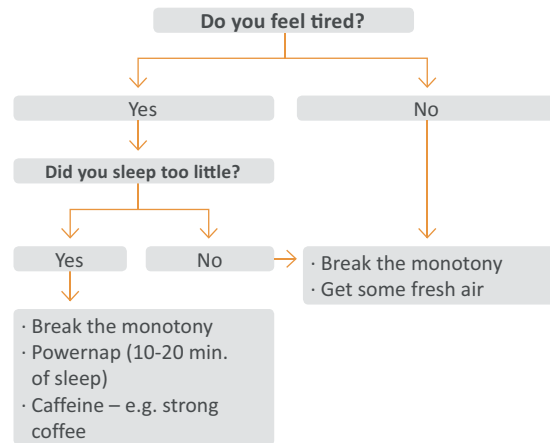 Do you feel tired?
Yes
No
Did you sleep too little?
Yes
No
· Break the monotony
· Get some fresh air
· Break the monotony
· Powernap (10-20 min.
of sleep)
· Caffeine – e.g. strong
coffee